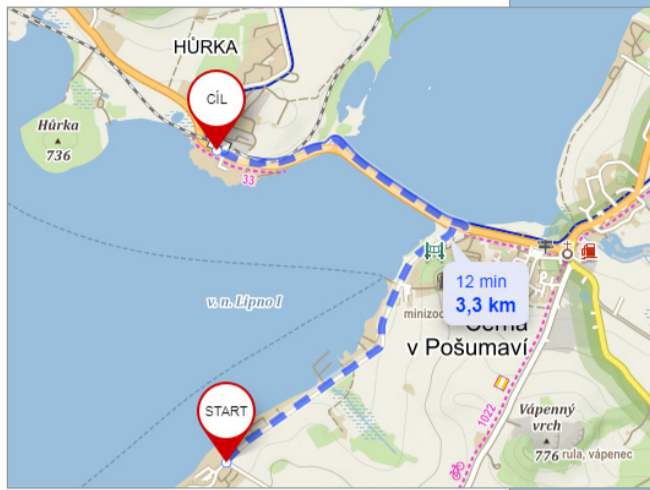 HŮRKA
CÍL
Hůrka
736
33
v. n. Lipno I
12 min
3,3 km
minizoo
Černá
v Pošumaví
START
1022
Vápenný
vrch
776 rula, vápenec